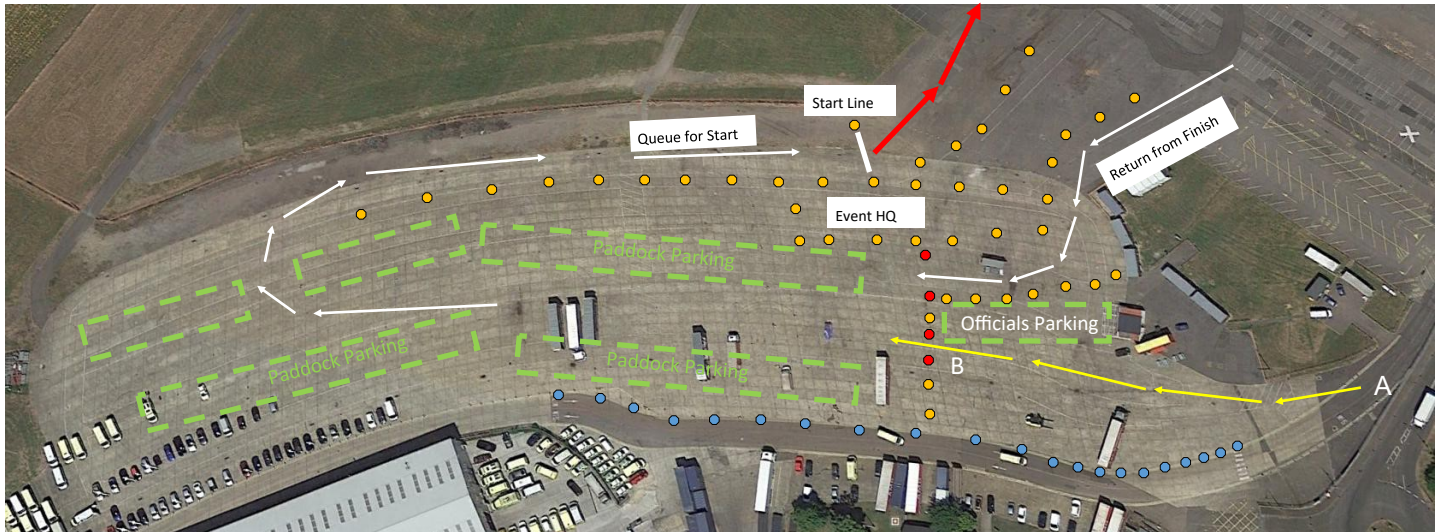 Start Line
Queue for Start
Return from Finish
Event HQ
Paddock Parking
Officials Parking
Paddock Parking
Paddock Parking
B
A